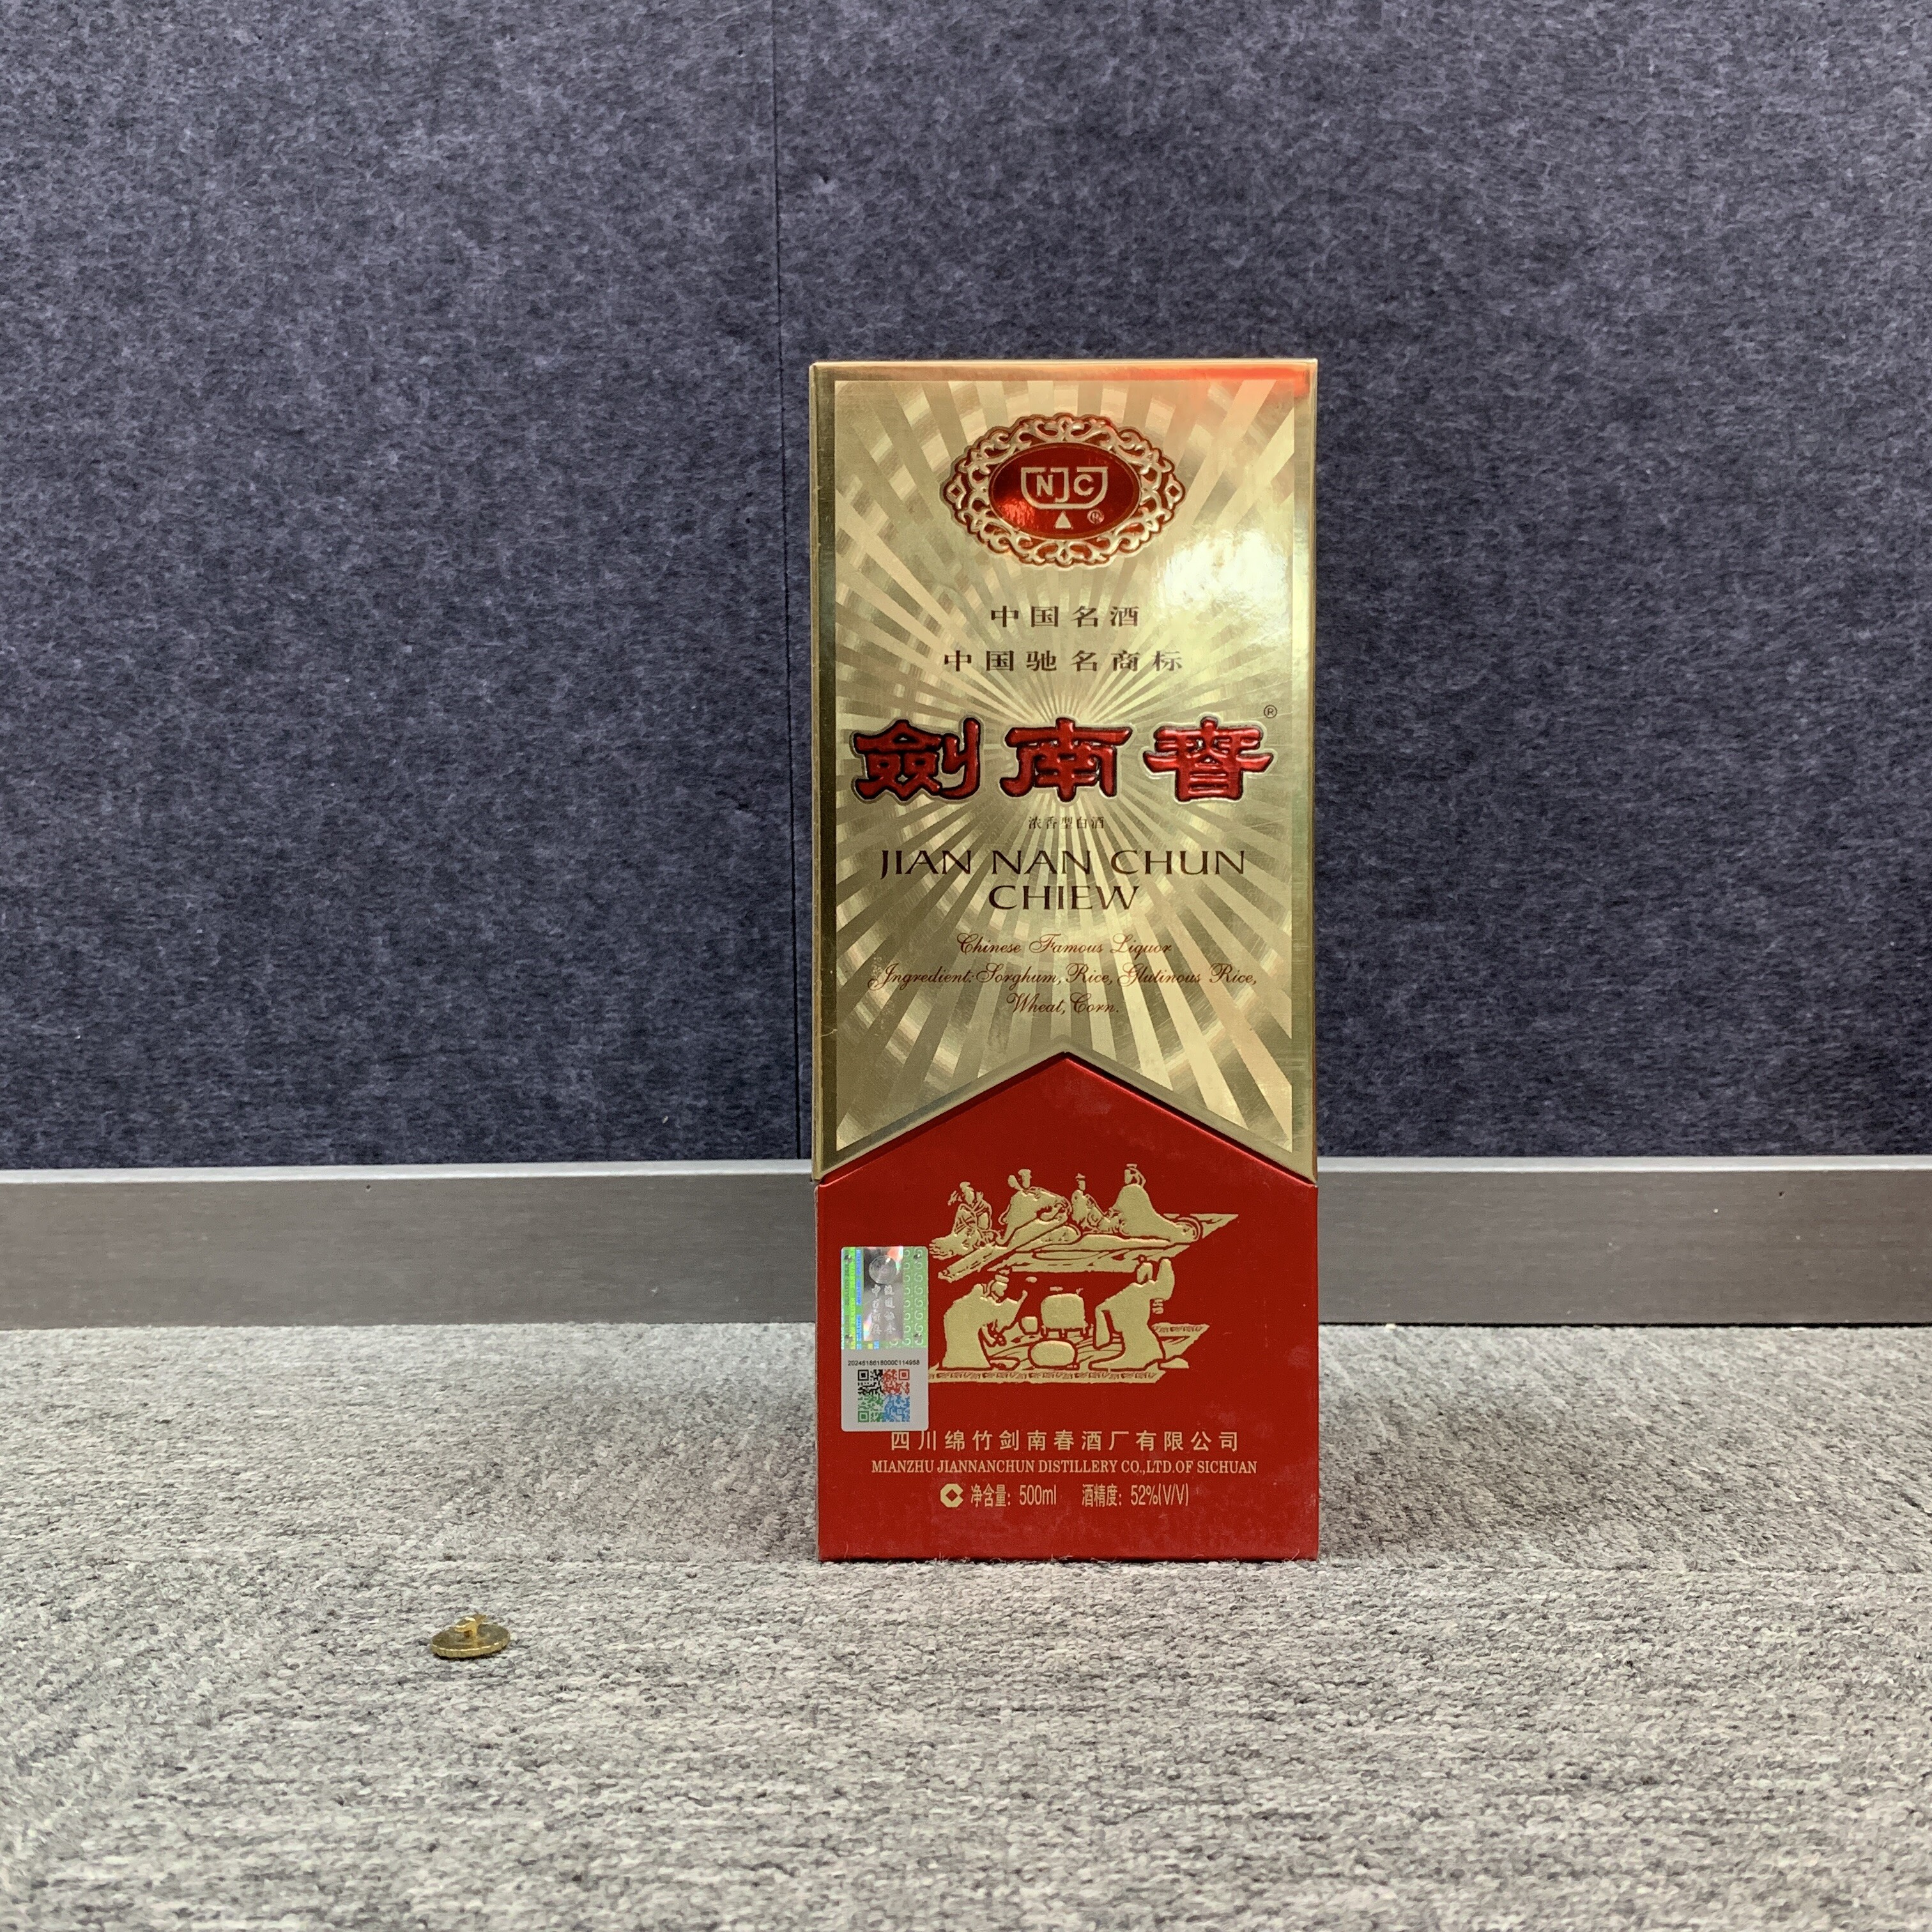 NJC
®
中国名酒
中国驰名商标
劍南春®
浓香型白酒
JIAN NAN CHUN
CHIEW
Chinese Famous Liquor
Ingredient: Sorghum, Rice, Glutinous Rice,
Wheat, Corn.
四川绵竹剑南春酒厂有限公司
MIANZHU JIANNANCHUN DISTILLERY CO.,LTD.OF SICHUAN
净含量：500ml 酒精度：52%(V/V)